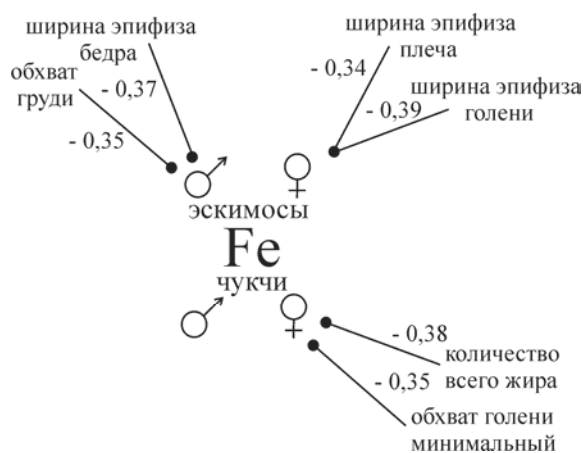 ширина эпифиза
бедра
- 0,37
обхват
груди
- 0,35
ширина эпифиза
плеча
- 0,34
ширина эпифиза
голени
- 0,39
эскимосы
Fe
чукчи
- 0,38
количество
всего жира
- 0,35
обхват голени
минимальный